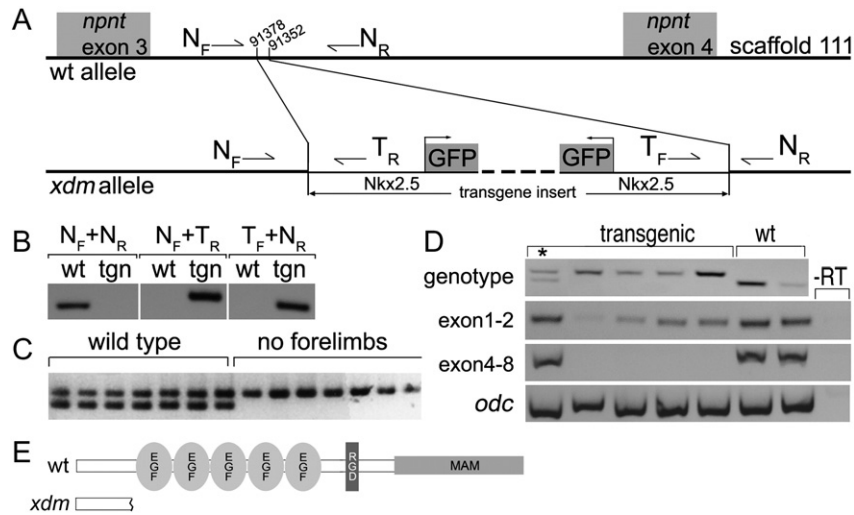 A
npnt
exon 3
NF
91378
91352
NR
npnt
exon 4
scaffold 111
wt allele
NF
TR
GFP
GFP
TF
NR
xdm allele
Nkx2.5
transgene insert
Nkx2.5
B
NF+NR
NF+TR
TF+NR
wt tgn
wt tgn
wt tgn
C
wild type
no forelimbs
D
transgenic
wt
*
genotype
-RT
exon1-2
exon4-8
odc
E
wt
EGF
EGF
EGF
EGF
EGF
RGD
MAM
xdm